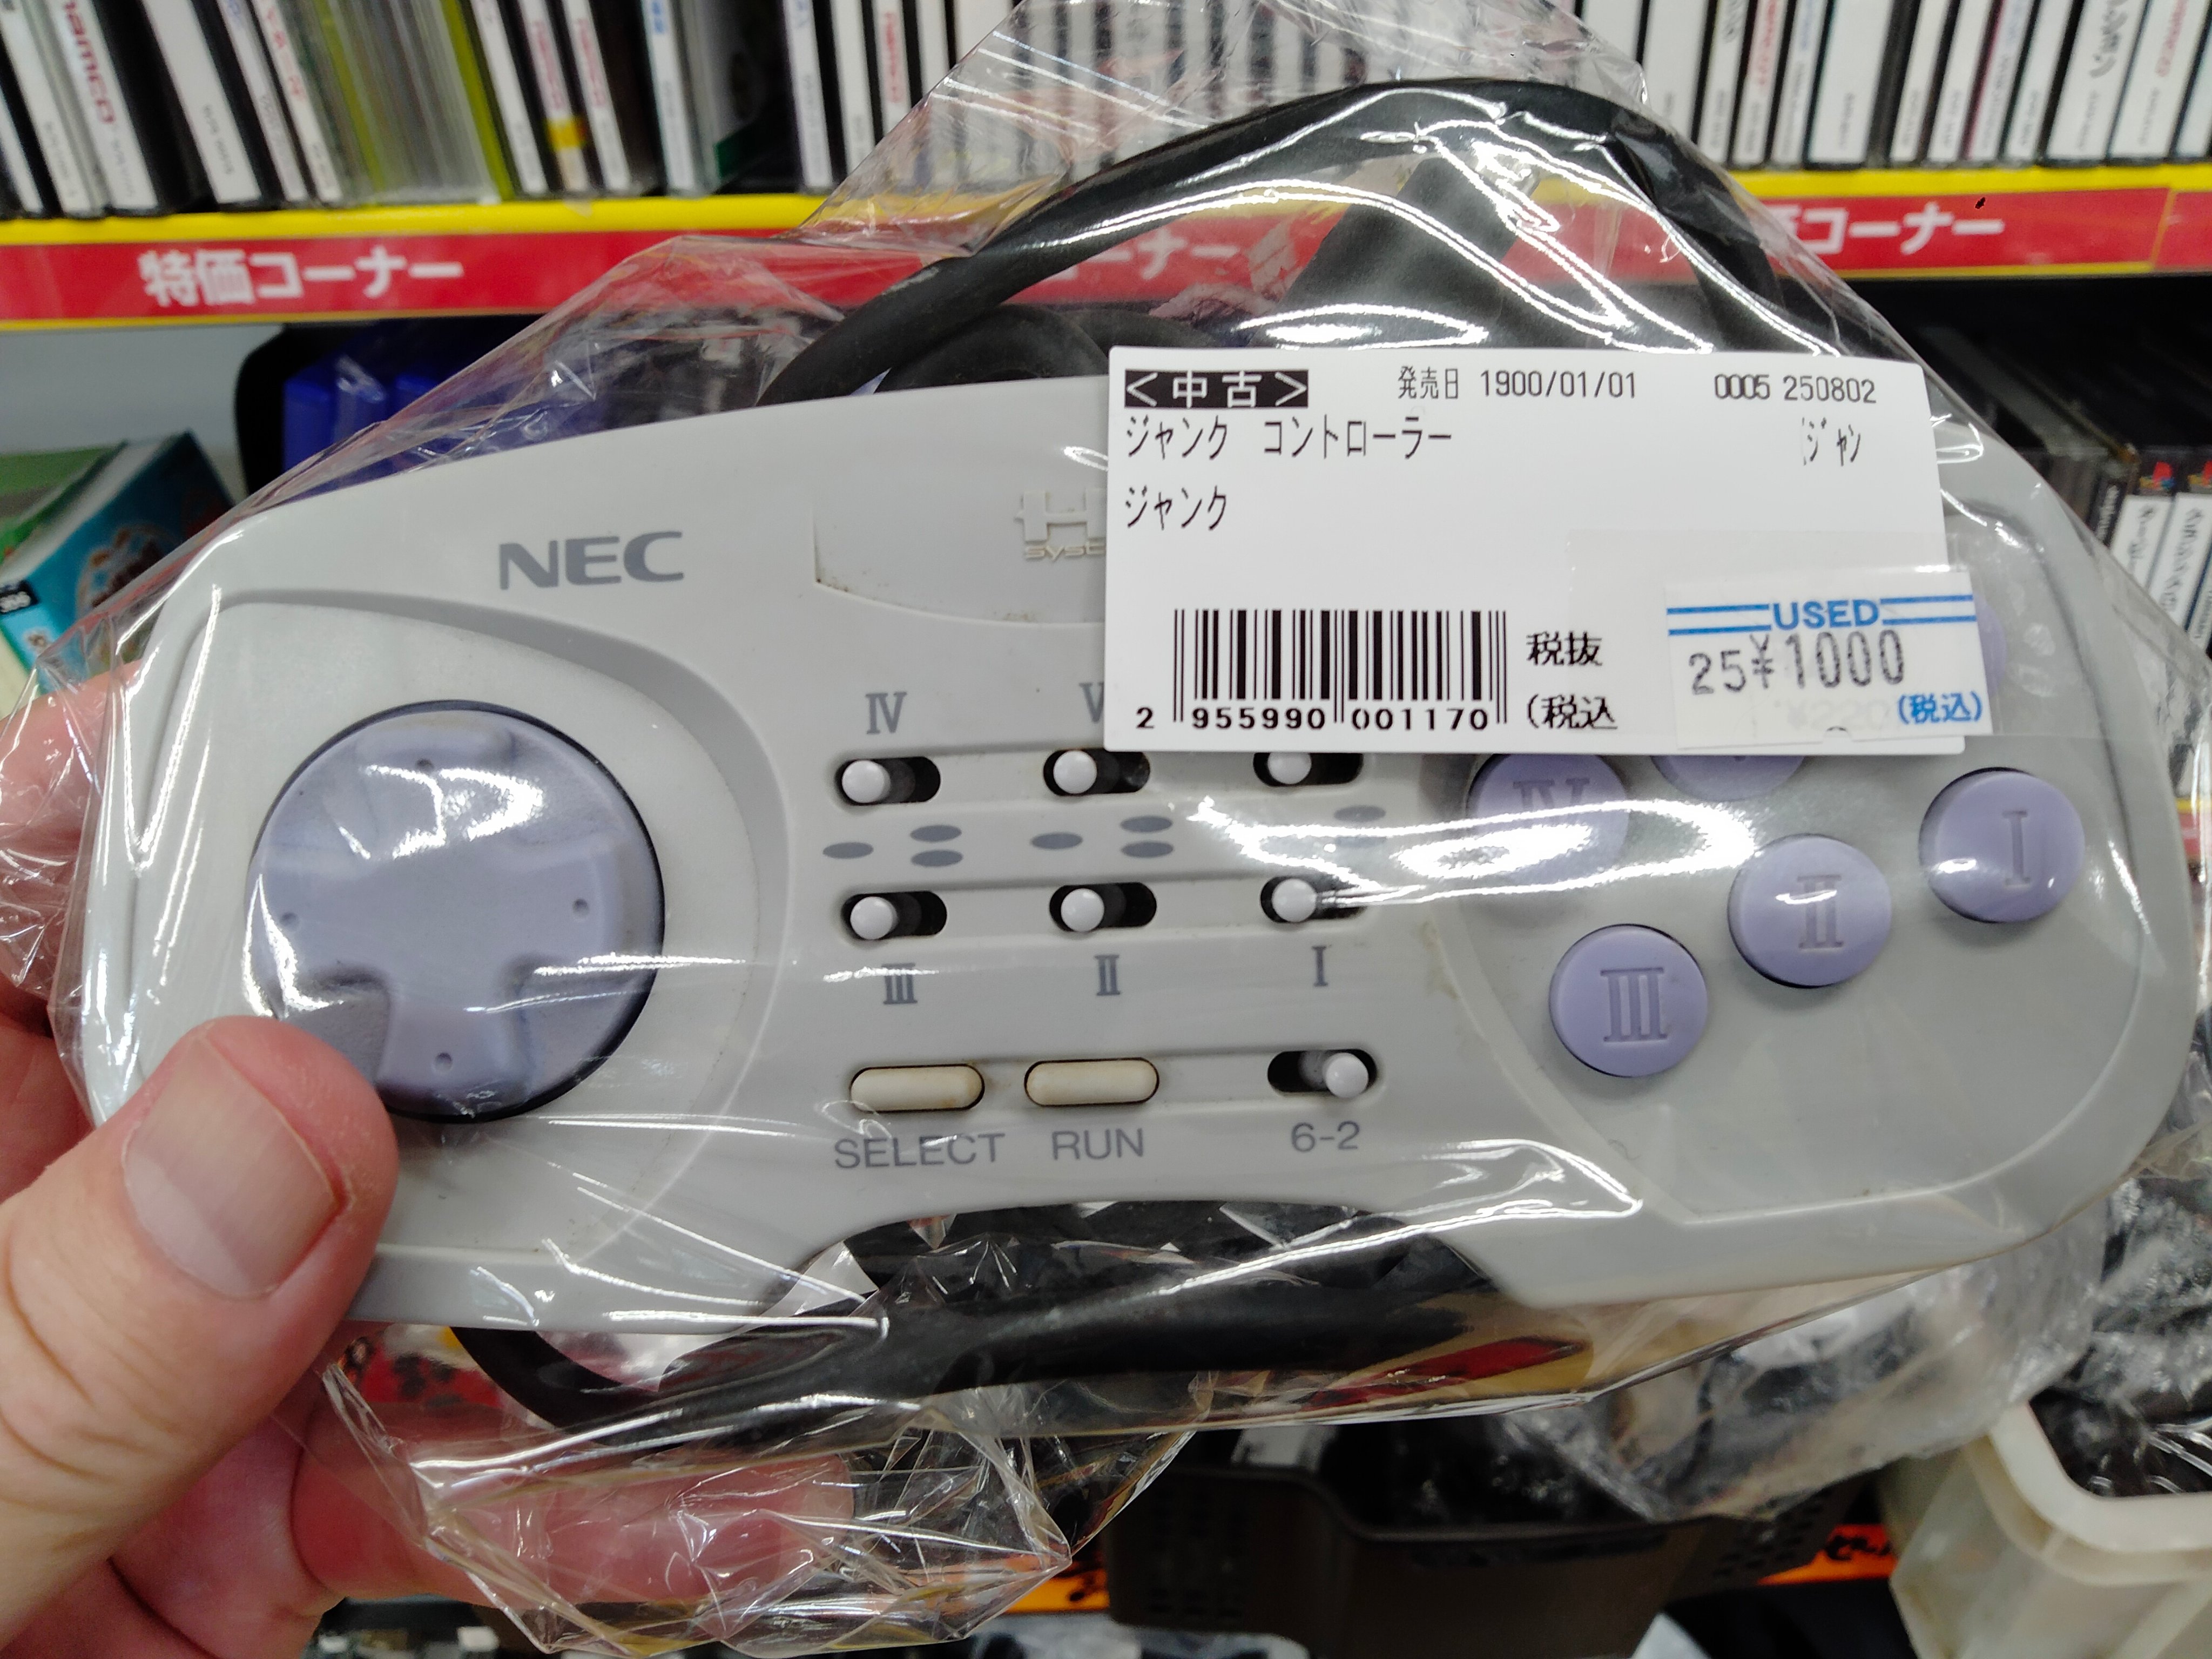 namco
特価コーナー
コーナー
コーナー
<中古>
発売日 1900/01/01
0005 250802
ジャンク コントローラー
ジャン
ジャンク
NEC
USED
25 ¥1000
(税込)
税抜
(税込
2 955990 001170
IV
V
IV
I
II
III
III
II
I
SELECT
RUN
6-2